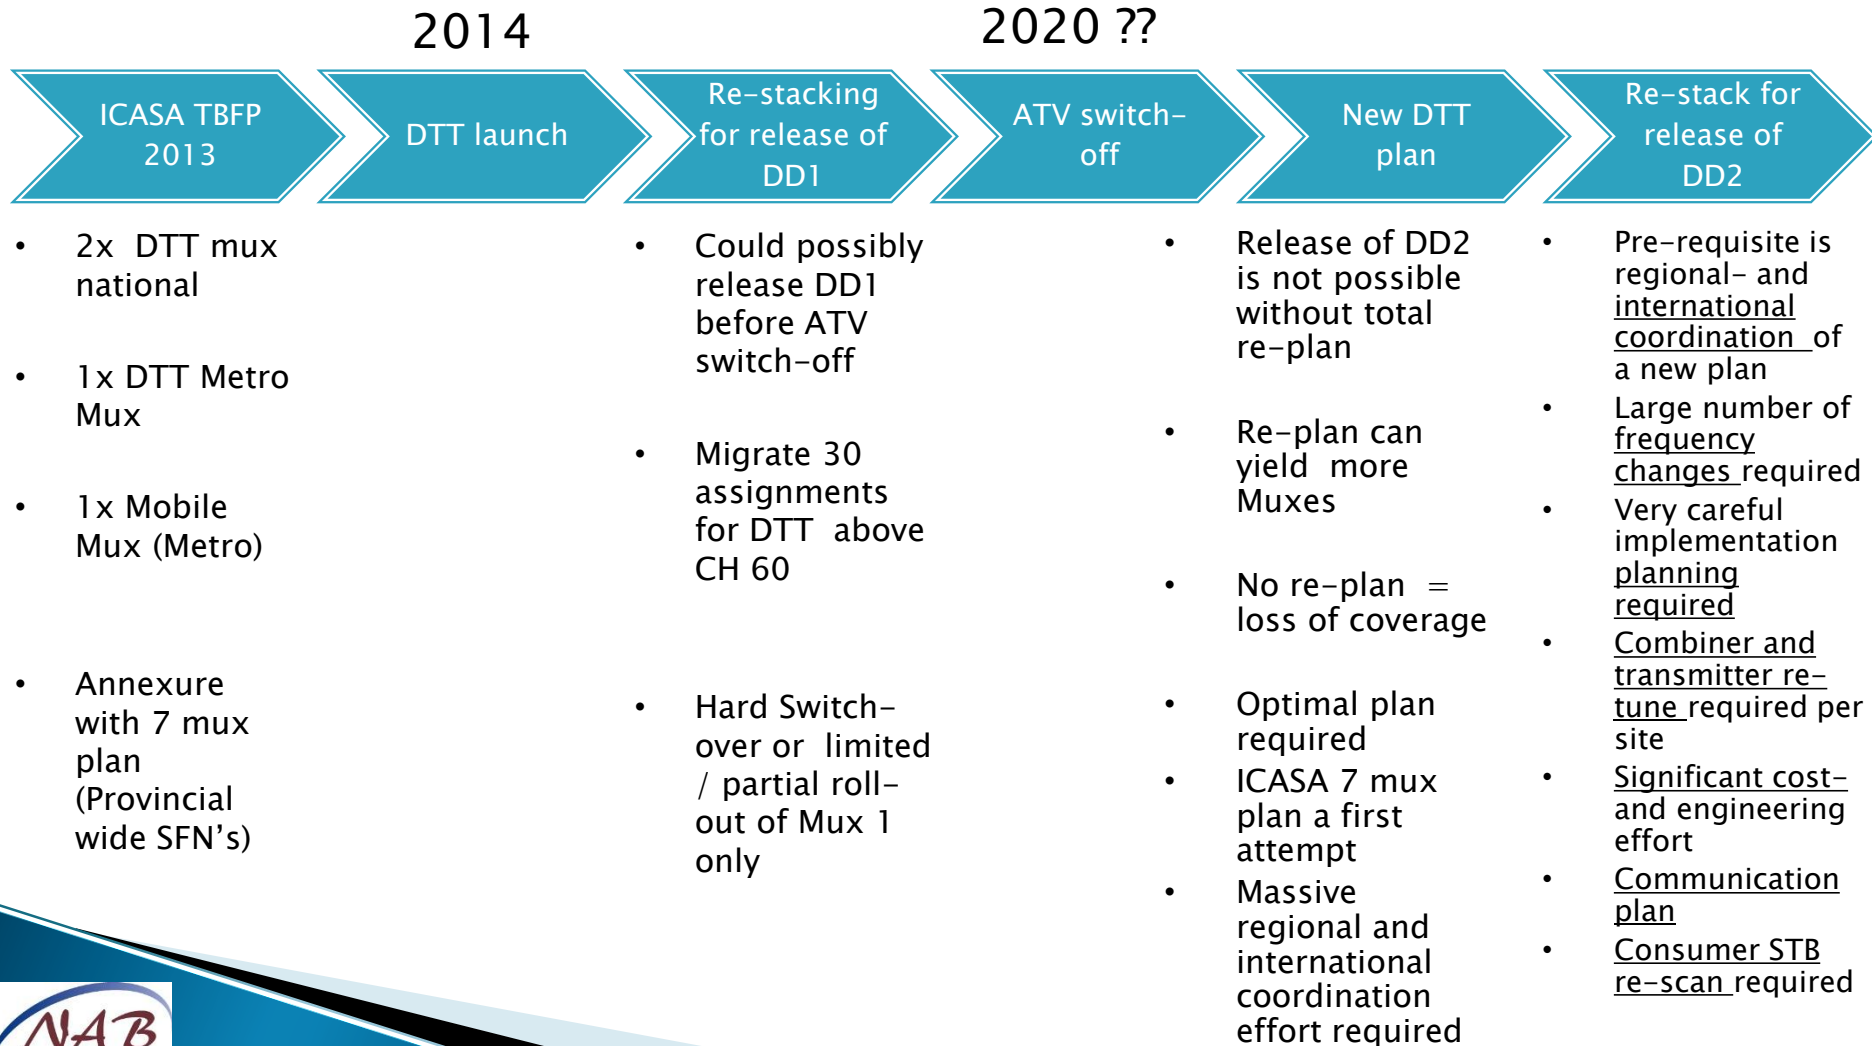 2014
2020 ??
ICASA TBFP
2013
DTT launch
Re-stacking
for release of
DD1
ATV switch-
off
New DTT
plan
Re-stack for
release of
DD2
• 2x DTT mux
national
• 1x DTT Metro
Mux
• 1x Mobile
Mux (Metro)
• Annexure
with 7 mux
plan
(Provincial
wide SFN's)
• Could possibly
release DD1
before ATV
switch-off
• Migrate 30
assignments
for DTT above
CH 60
• Hard Switch-
over or limited
/ partial roll-
out of Mux 1
only
• Release of DD2
is not possible
without total
re-plan
• Re-plan can
yield more
Muxes
• No re-plan =
loss of coverage
• Optimal plan
required
• ICASA 7 mux
plan a first
attempt
• Massive
regional and
international
coordination
effort required
• Pre-requisite is
regional- and
international
coordination of
a new plan
• Large number of
frequency
changes required
• Very careful
implementation
planning
required
• Combiner and
transmitter re-
tune required per
site
• Significant cost-
and engineering
effort
• Communication
plan
• Consumer STB
re-scan required
NAB